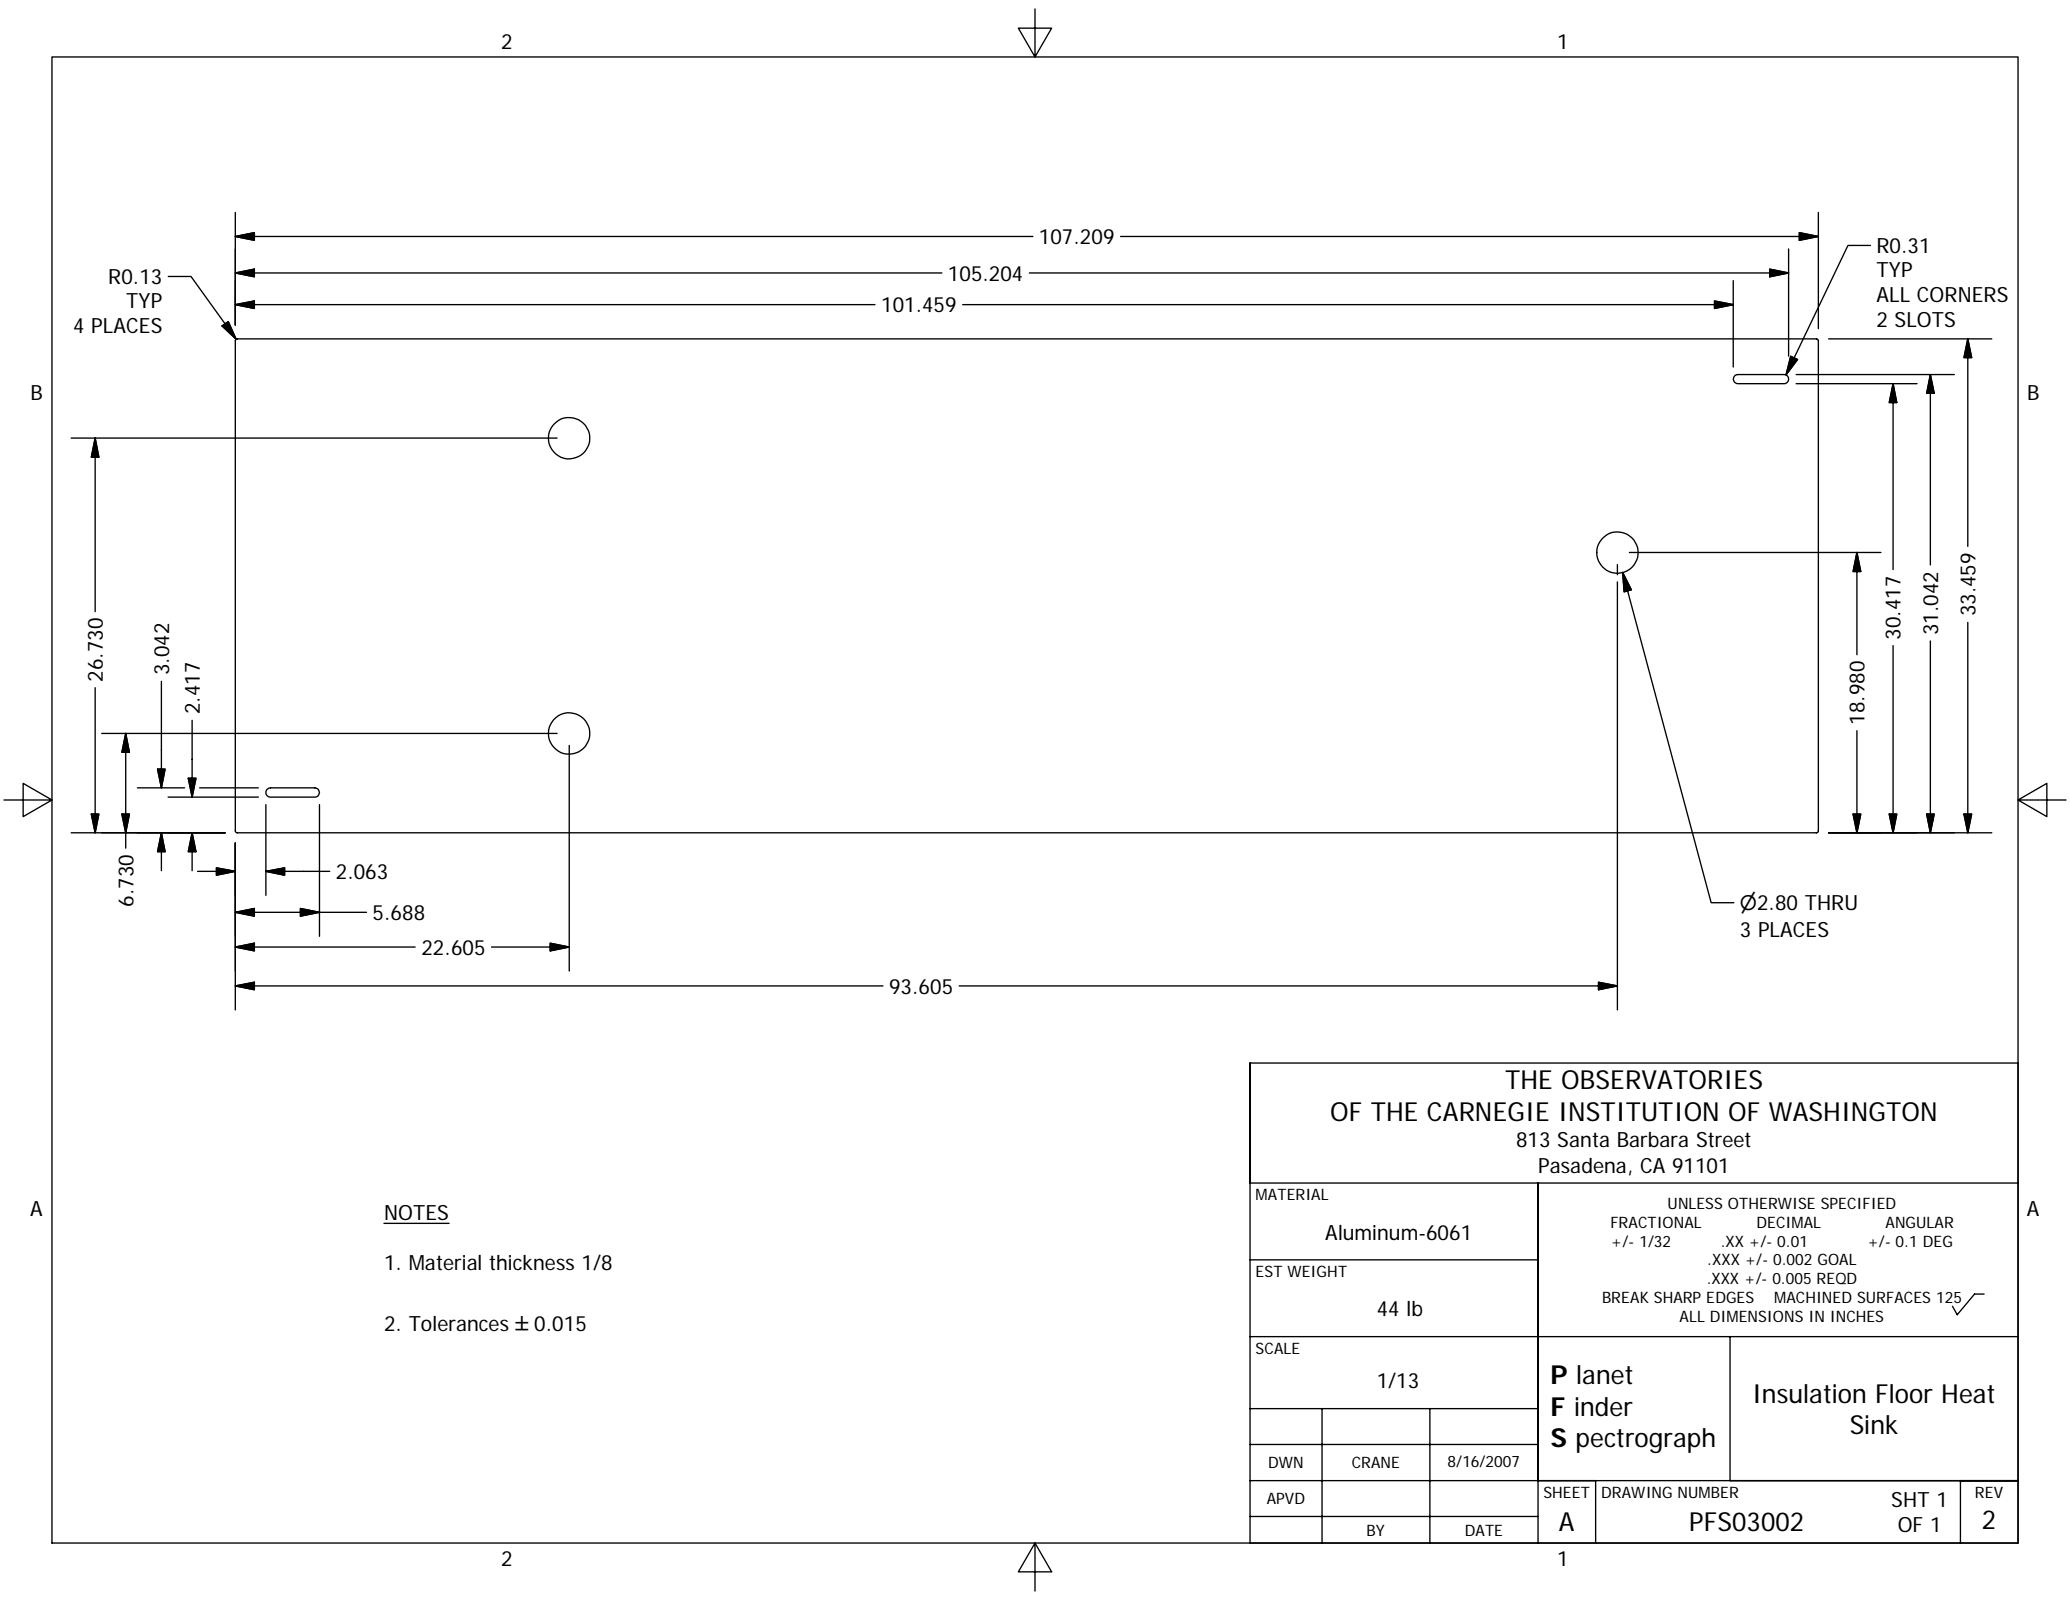 2
1
107.209
105.204
101.459
R0.13
TYP
4 PLACES
R0.31
TYP
ALL CORNERS
2 SLOTS
B
B
26.730
3.042
2.417
6.730
18.980
30.417
31.042
33.459
2.063
5.688
22.605
93.605
Ø2.80 THRU
3 PLACES
A
A
NOTES
1. Material thickness 1/8
2. Tolerances ± 0.015
THE OBSERVATORIES
OF THE CARNEGIE INSTITUTION OF WASHINGTON
813 Santa Barbara Street
Pasadena, CA 91101
MATERIAL
Aluminum-6061
EST WEIGHT
44 lb
SCALE
1/13
UNLESS OTHERWISE SPECIFIED
FRACTIONAL DECIMAL ANGULAR
+/- 1/32 .XX +/- 0.01 +/- 0.1 DEG
.XXX +/- 0.002 GOAL
.XXX +/- 0.005 REQD
BREAK SHARP EDGES MACHINED SURFACES 125
ALL DIMENSIONS IN INCHES
P lanet
F inder
S pectrograph
Insulation Floor Heat
Sink
DWN CRANE 8/16/2007
APVD
BY DATE
SHEET
A
DRAWING NUMBER
PFS03002
SHT 1
OF 1
REV
2
2
1